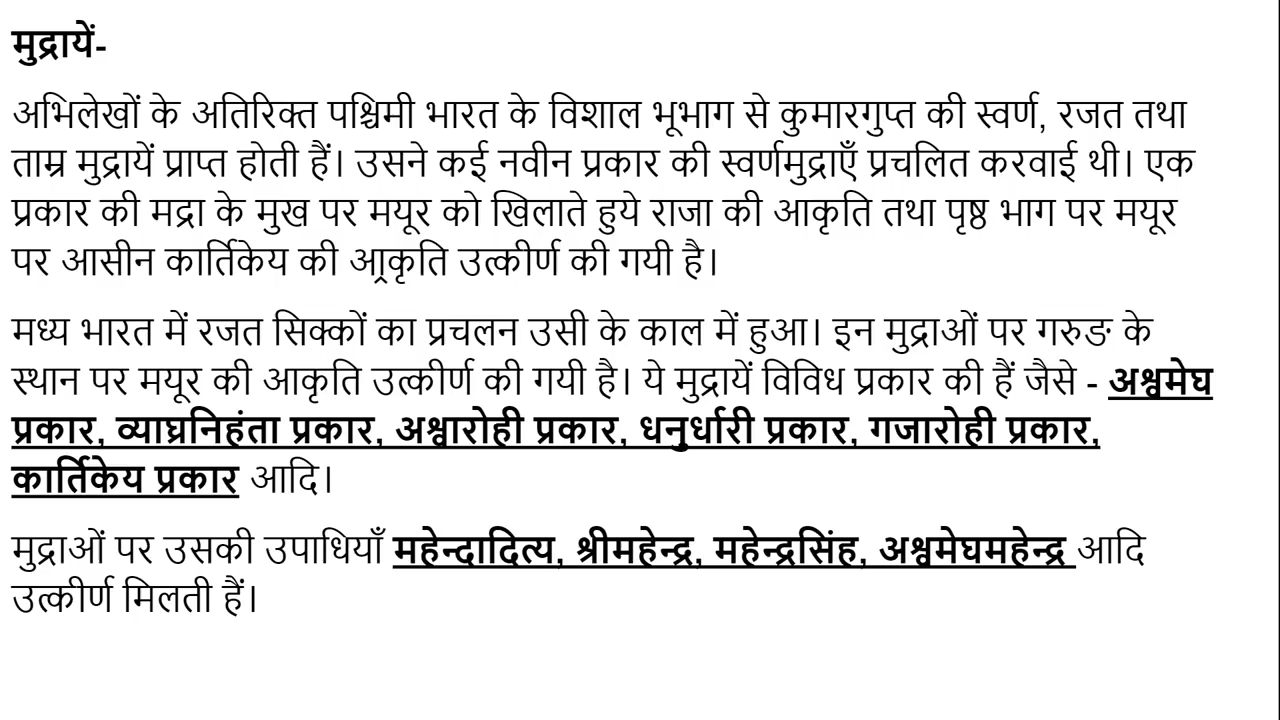 मुद्रायें-
अभिलेखों के अतिरिक्त पश्चिमी भारत के विशाल भूभाग से कुमारगुप्त की स्वर्ण, रजत तथा
ताम्र मुद्रायें प्राप्त होती हैं। उसने कई नवीन प्रकार की स्वर्णमुद्राएँ प्रचलित करवाई थी। एक
प्रकार की मद्रा के मुख पर मयूर को खिलाते हुये राजा की आकृति तथा पृष्ठ भाग पर मयूर
पर आसीन कार्तिकेय की आ्रकृति उत्कीर्ण की गयी है।
मध्य भारत में रजत सिक्कों का प्रचलन उसी के काल में हुआ। इन मुद्राओं पर गरुङ के
स्थान पर मयूर की आकृति उत्कीर्ण की गयी है। ये मुद्रायें विविध प्रकार की हैं जैसे - अश्वमेघ
प्रकार, व्याघ्रनिहंता प्रकार, अश्वारोही प्रकार, धनुर्धारी प्रकार, गजारोही प्रकार,
कार्तिकेय प्रकार आदि।
मुद्राओं पर उसकी उपाधियाँ महेन्दादित्य, श्रीमहेन्द्र, महेन्द्रसिंह, अश्वमेघमहेन्द्र आदि
उत्कीर्ण मिलती हैं।